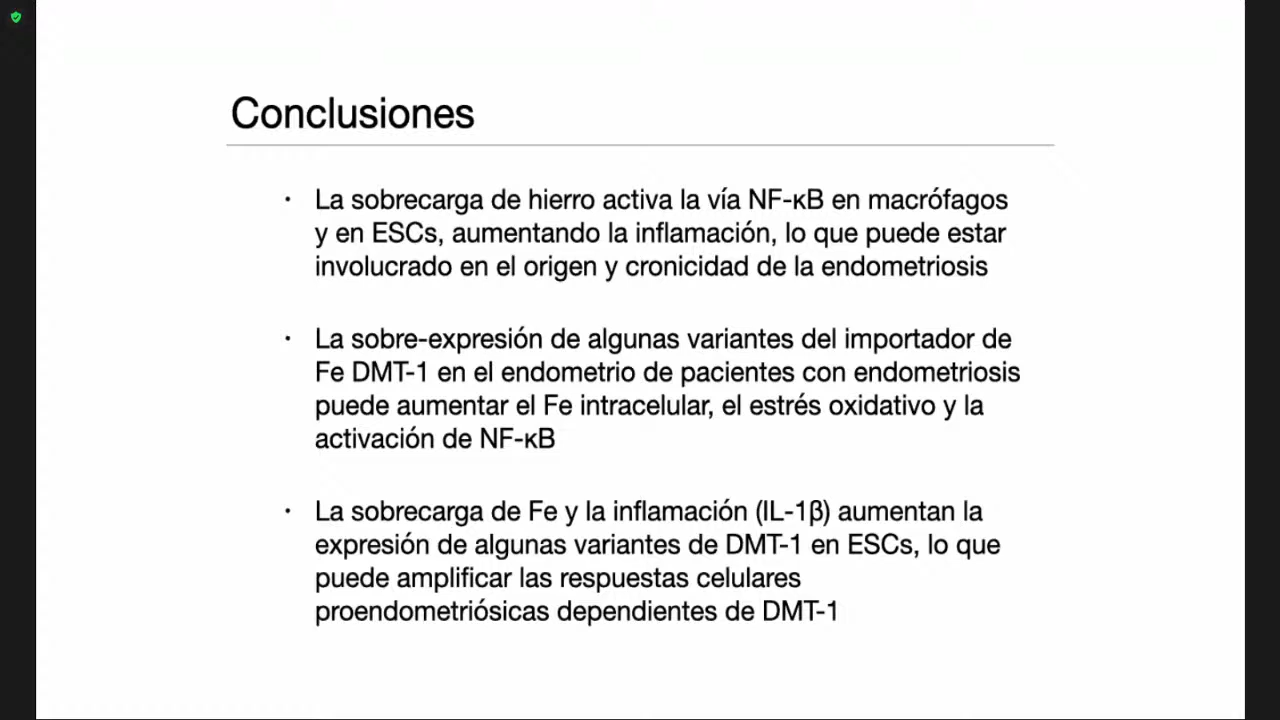 Conclusiones
· La sobrecarga de hierro activa la vía NF-κB en macrófagos
y en ESCs, aumentando la inflamación, lo que puede estar
involucrado en el origen y cronicidad de la endometriosis
· La sobre-expresión de algunas variantes del importador de
Fe DMT-1 en el endometrio de pacientes con endometriosis
puede aumentar el Fe intracelular, el estrés oxidativo y la
activación de NF-κB
· La sobrecarga de Fe y la inflamación (IL-1β) aumentan la
expresión de algunas variantes de DMT-1 en ESCs, lo que
puede amplificar las respuestas celulares
proendometriósicas dependientes de DMT-1